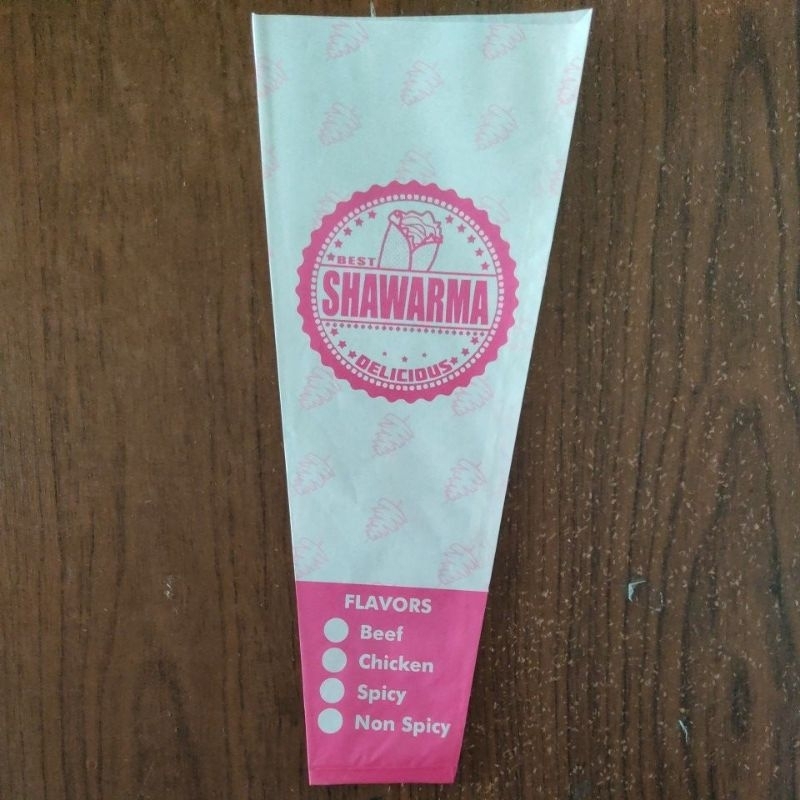 BEST
SHAWARMA
DELICIOUS
FLAVORS
Beef
Chicken
Spicy
Non Spicy